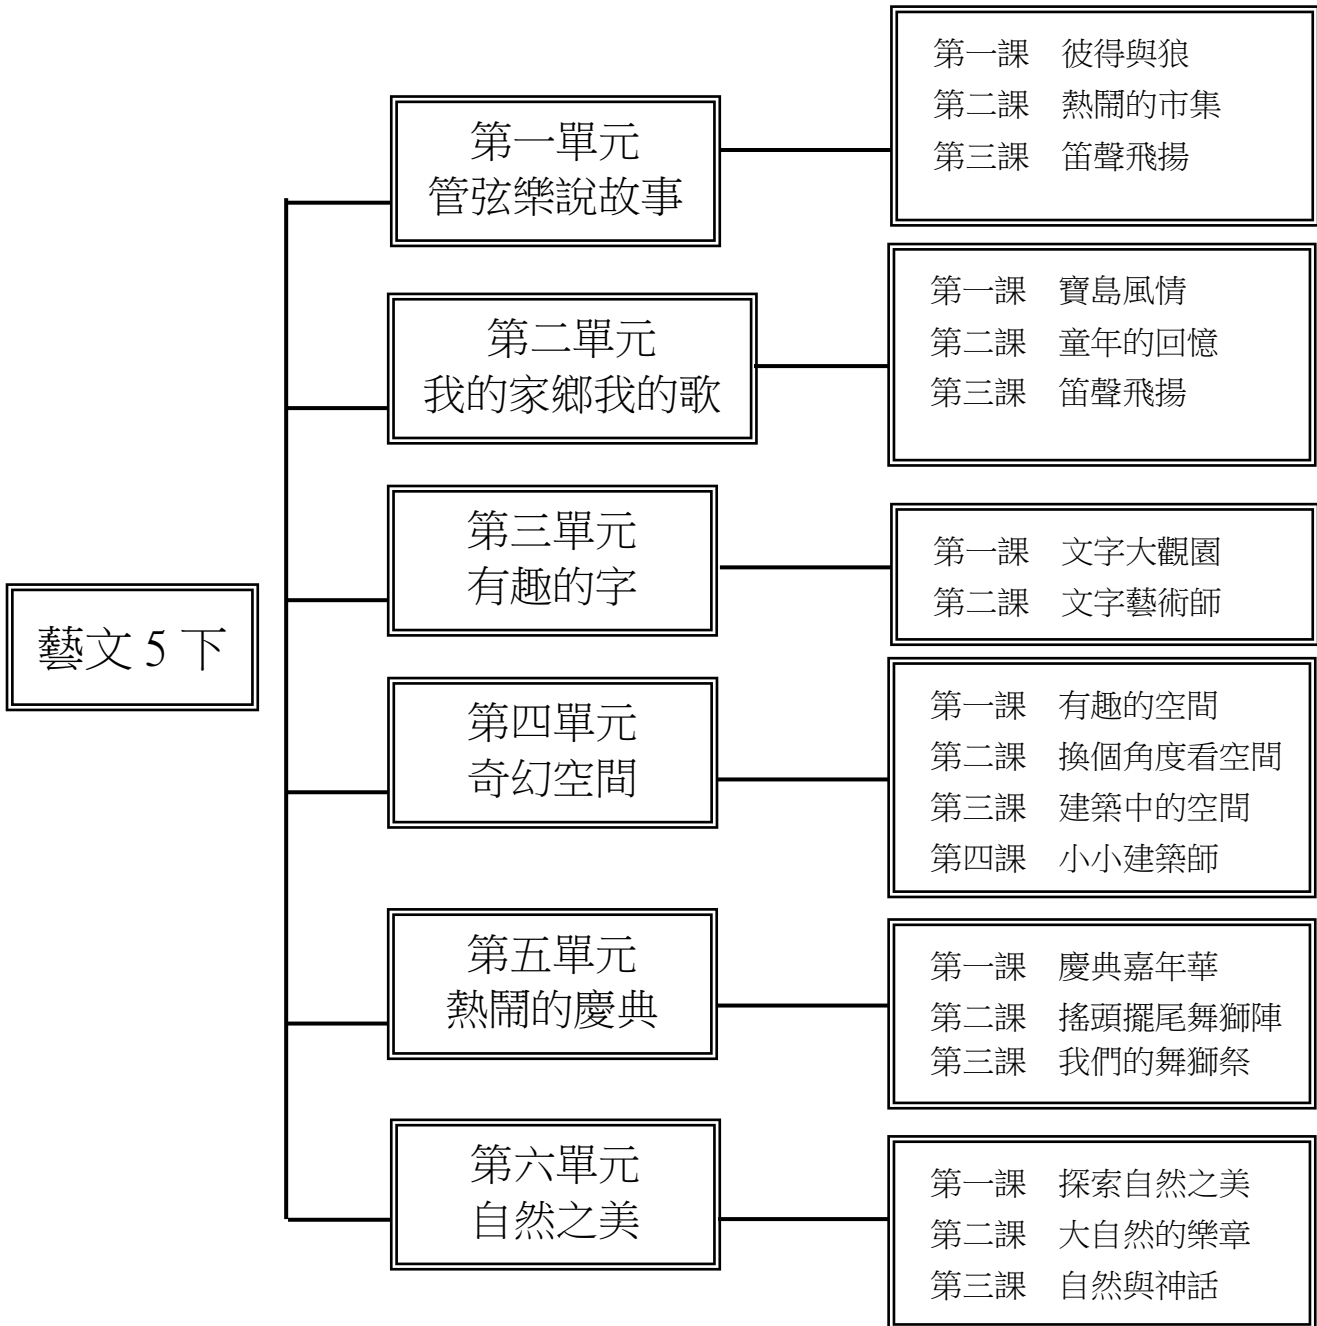 藝文 5 下
第一單元
管弦樂說故事
第一課　彼得與狼
第二課　熱鬧的市集
第三課　笛聲飛揚
第二單元
我的家鄉我的歌
第一課　寶島風情
第二課　童年的回憶
第三課　笛聲飛揚
第三單元
有趣的字
第一課　文字大觀園
第二課　文字藝術師
第四單元
奇幻空間
第一課　有趣的空間
第二課　換個角度看空間
第三課　建築中的空間
第四課　小小建築師
第五單元
熱鬧的慶典
第一課　慶典嘉年華
第二課　搖頭擺尾舞獅陣
第三課　我們的舞獅祭
第六單元
自然之美
第一課　探索自然之美
第二課　大自然的樂章
第三課　自然與神話